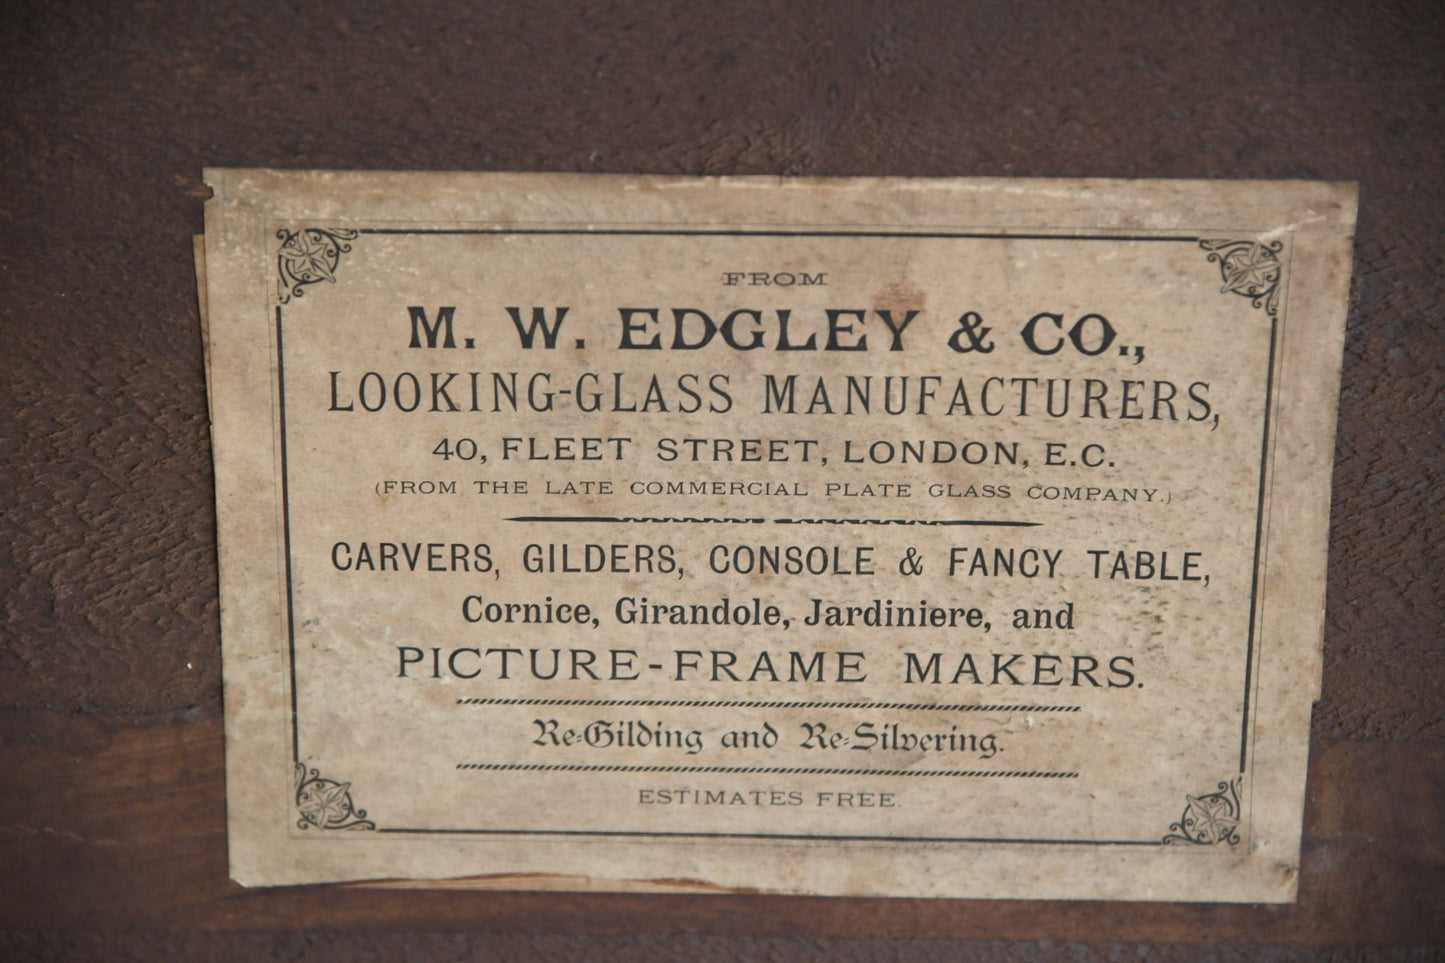 FROM
M. W. EDGLEY & CO.,
LOOKING-GLASS MANUFACTURERS,
40, FLEET STREET, LONDON, E.C.
(FROM THE LATE COMMERCIAL PLATE GLASS COMPANY.)
CARVERS, GILDERS, CONSOLE & FANCY TABLE,
Cornice, Girandole, Jardiniere, and
PICTURE-FRAME MAKERS.
Re-Gilding and Re-Silvering.
ESTIMATES FREE.